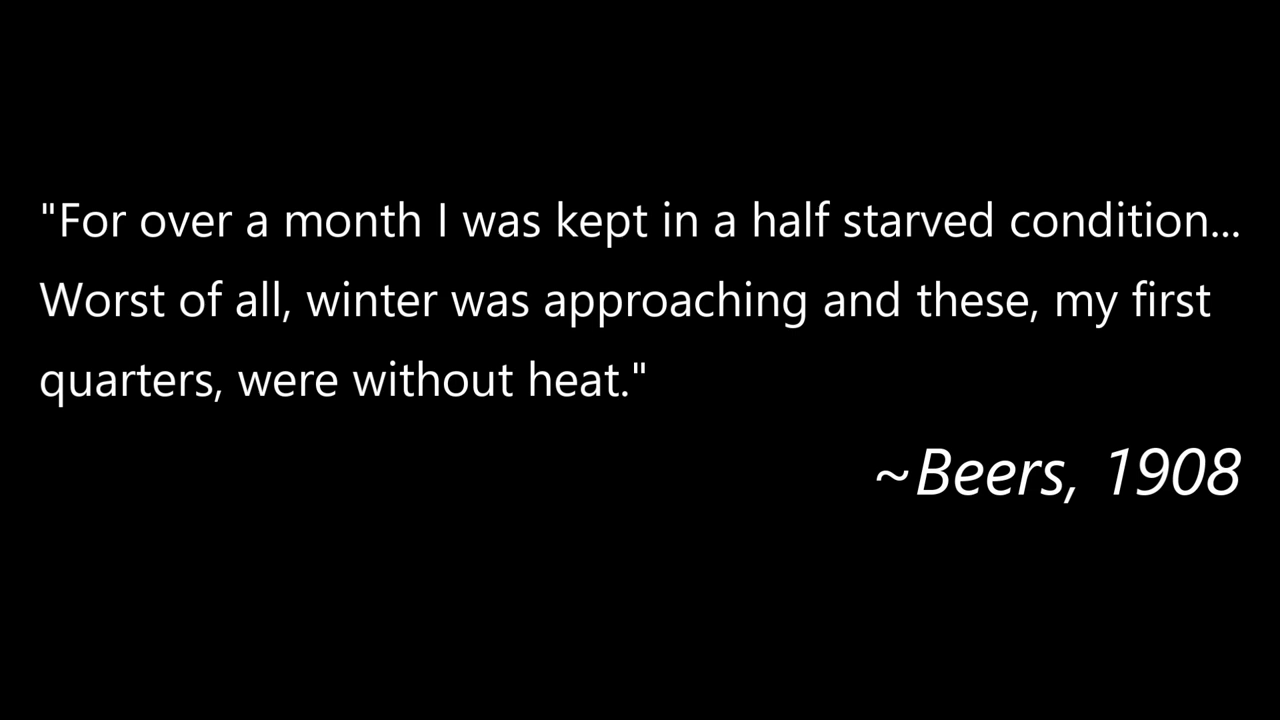 "For over a month I was kept in a half starved condition...
Worst of all, winter was approaching and these, my first
quarters, were without heat."
~Beers, 1908